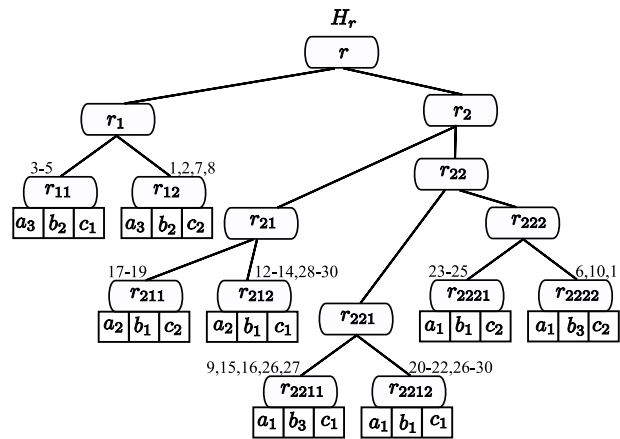 H_r
r
r_1
r_2
3-5
1,2,7,8
r_22
r_11
r_12
r_21
r_222
a_3 b_2 c_1
a_3 b_2 c_2
17-19
12-14,28-30
23-25
6,10,1
r_211
r_212
r_2221
r_2222
r_221
a_2 b_1 c_2
a_2 b_1 c_1
a_1 b_1 c_2
a_1 b_3 c_2
9,15,16,26,27
20-22,26-30
r_2211
r_2212
a_1 b_3 c_1
a_1 b_1 c_1